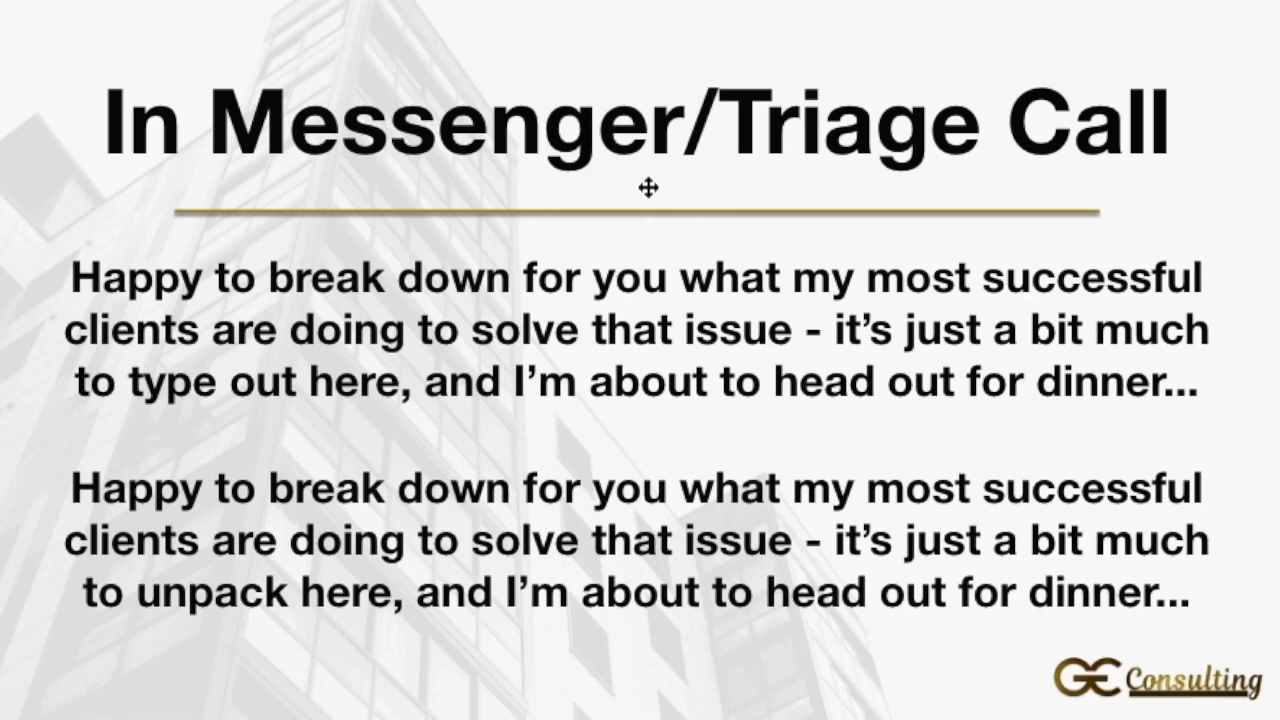 In Messenger/Triage Call
Happy to break down for you what my most successful
clients are doing to solve that issue - it’s just a bit much
to type out here, and I’m about to head out for dinner...
Happy to break down for you what my most successful
clients are doing to solve that issue - it’s just a bit much
to unpack here, and I’m about to head out for dinner...
GC Consulting